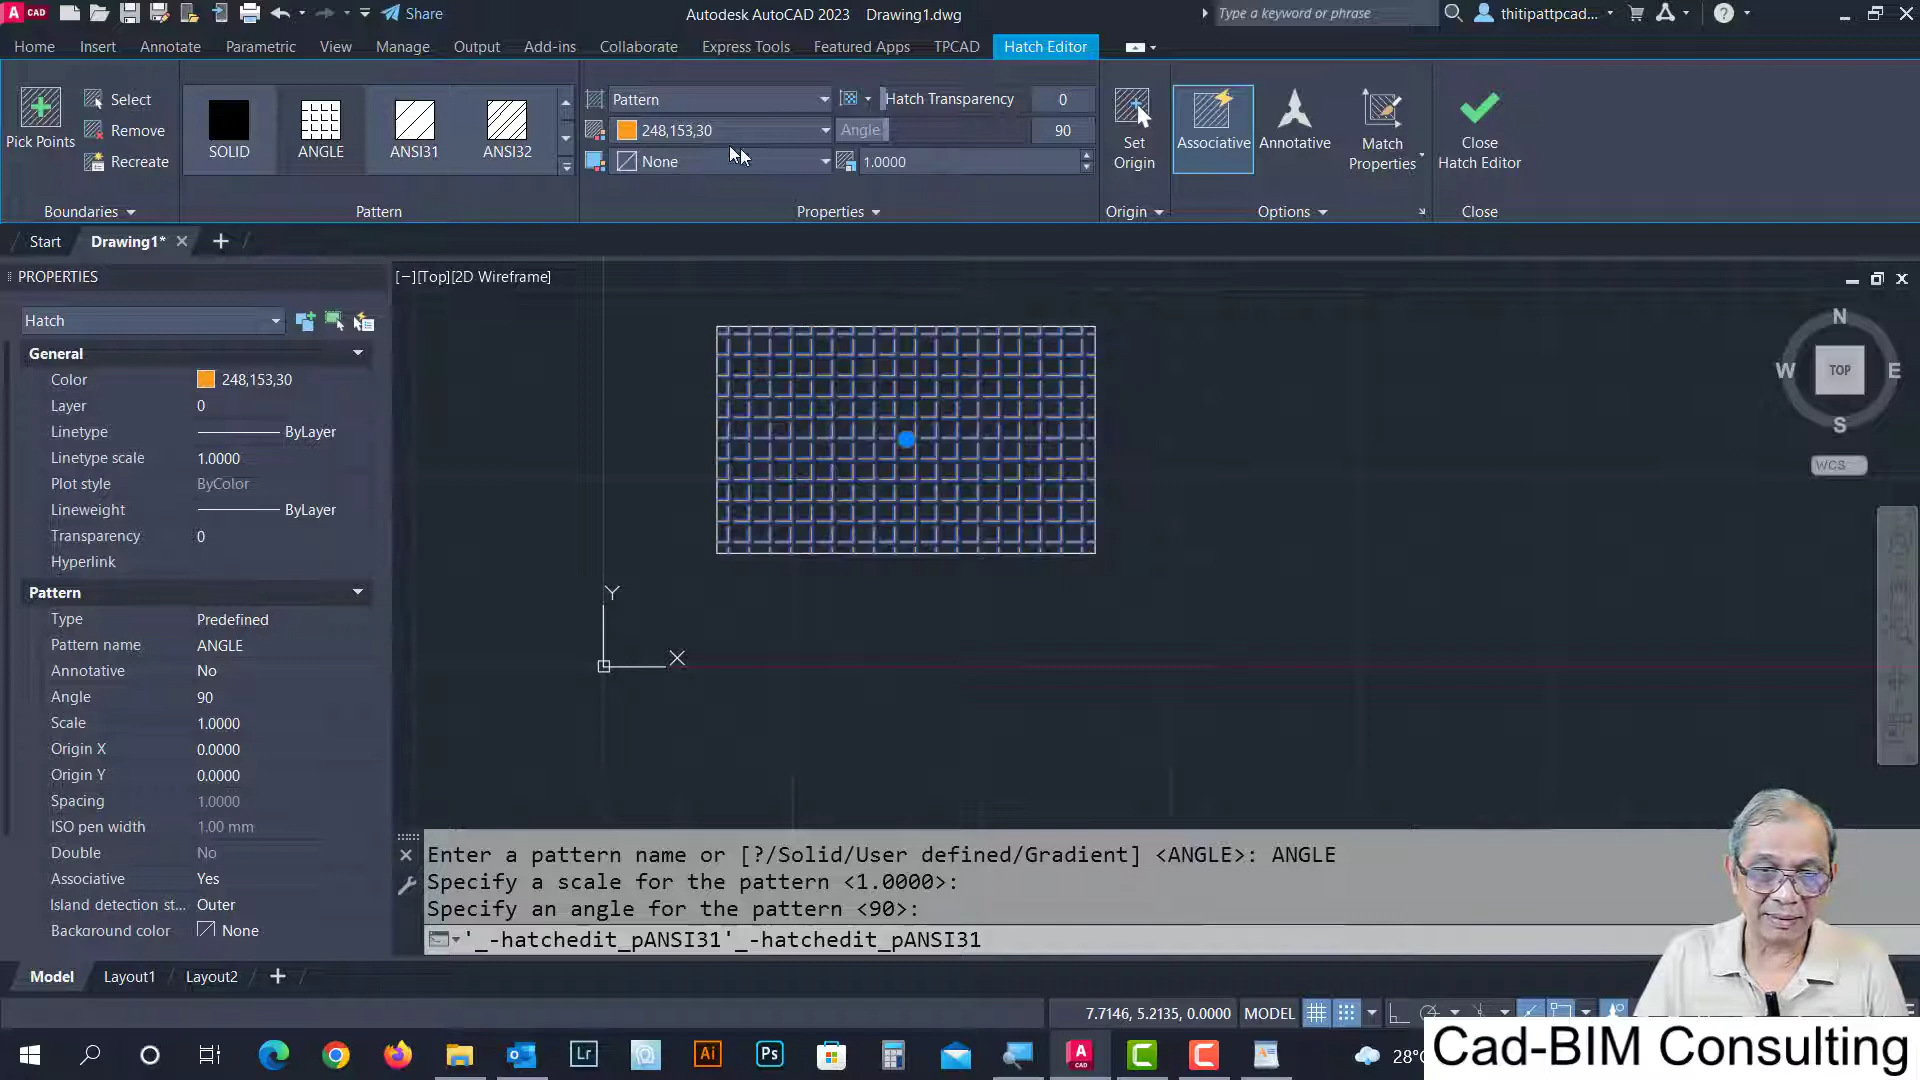 CAD
Share
Autodesk AutoCAD 2023 Drawing1.dwg
Type a keyword or phrase
thitipattpcad...
Home Insert Annotate Parametric View Manage Output Add-ins Collaborate Express Tools Featured Apps TPCAD Hatch Editor
Pick Points
Select
Remove
Recreate
Boundaries
SOLID ANGLE ANSI31 ANSI32
Pattern
Pattern
248,153,30
None
Hatch Transparency 0
Angle 90
1.0000
Properties
Set Origin
Origin
Associative
Annotative
Match Properties
Options
Close Hatch Editor
Close
Start Drawing1*
PROPERTIES
Hatch
General
Color 248,153,30
Layer 0
Linetype ByLayer
Linetype scale 1.0000
Plot style ByColor
Lineweight ByLayer
Transparency 0
Hyperlink
Pattern
Type Predefined
Pattern name ANGLE
Annotative No
Angle 90
Scale 1.0000
Origin X 0.0000
Origin Y 0.0000
Spacing 1.0000
ISO pen width 1.00 mm
Double No
Associative Yes
Island detection st... Outer
Background color None
[−][Top][2D Wireframe]
N
W TOP E
S
WCS
Y
X
Enter a pattern name or [?/Solid/User defined/Gradient] <ANGLE>: ANGLE
Specify a scale for the pattern <1.0000>:
Specify an angle for the pattern <90>:
'_-hatchedit_pANSI31'_-hatchedit_pANSI31
Model Layout1 Layout2
7.7146, 5.2135, 0.0000 MODEL
Lr Ai Ps
28°
Cad-BIM Consulting